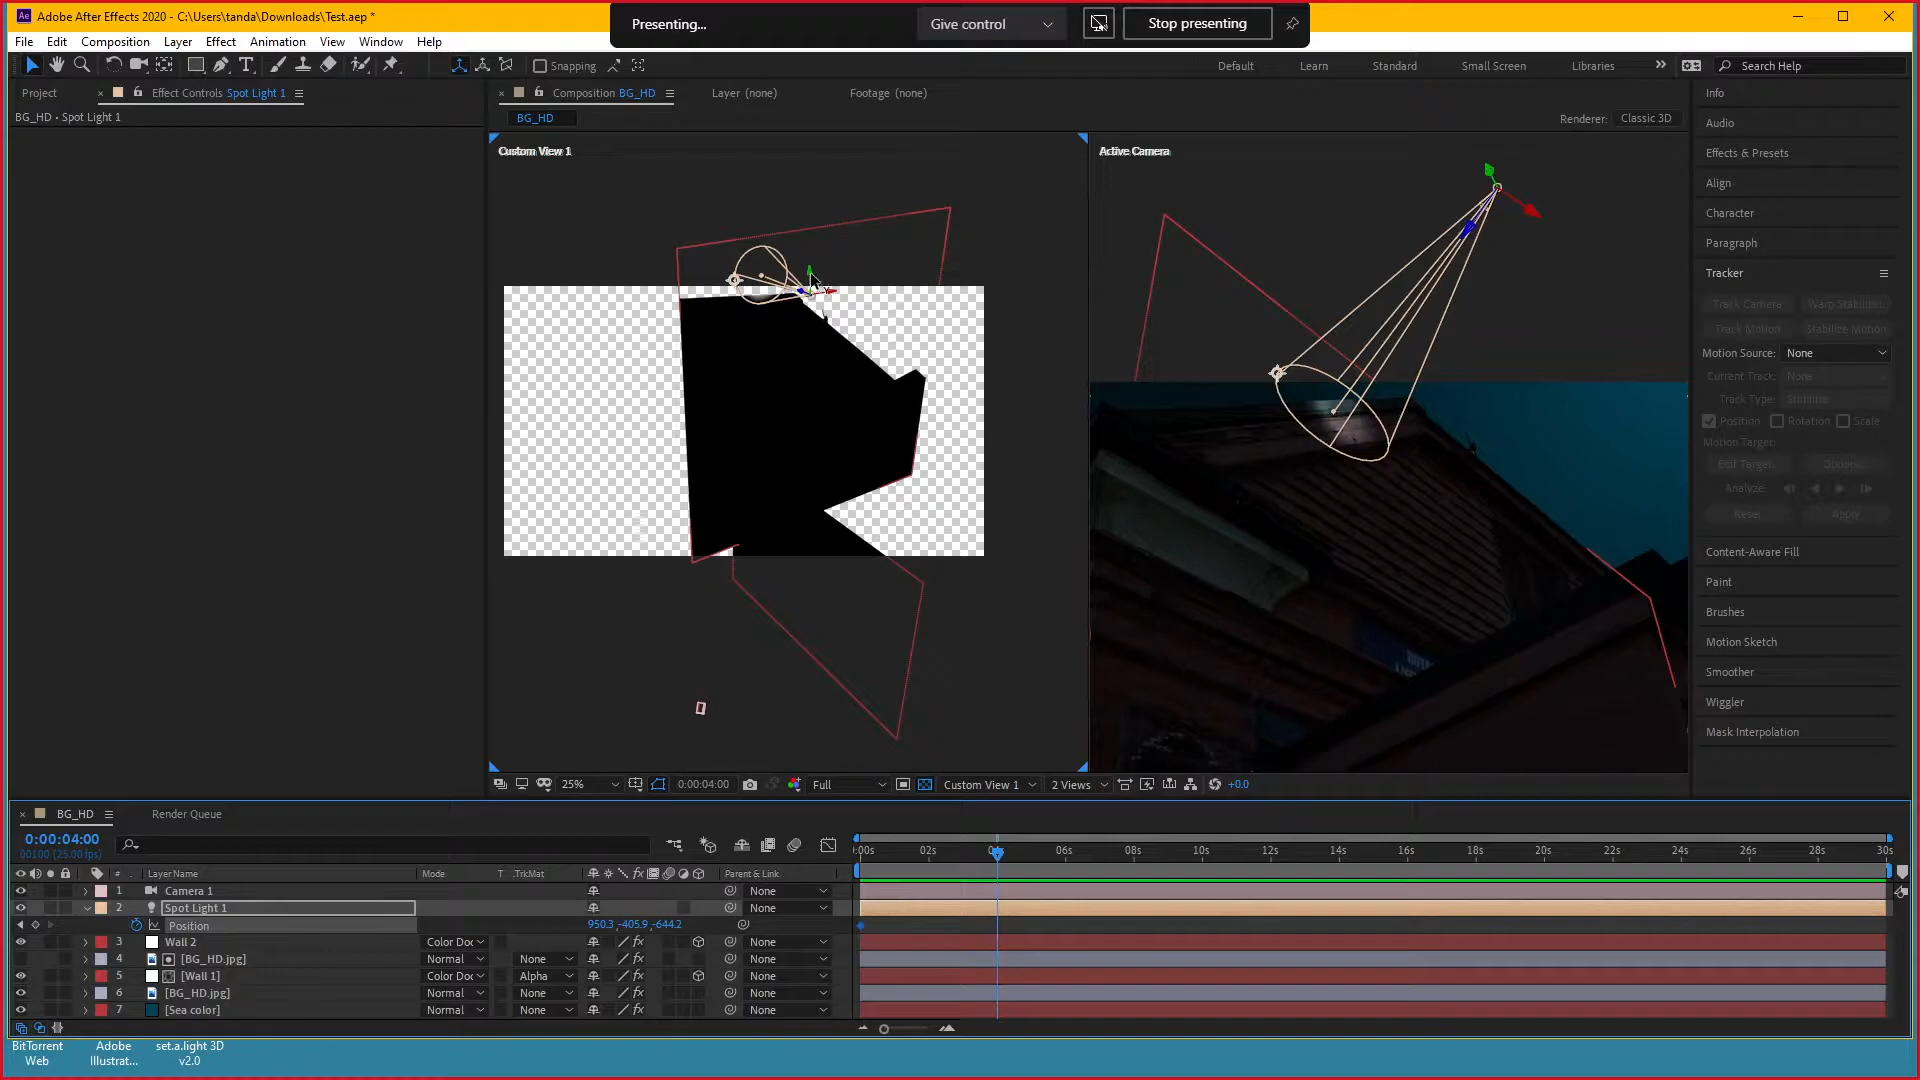 Adobe After Effects 2020 - C:\Users\tanda\Downloads\Test.aep *
Presenting...
Give control
Stop presenting
File Edit Composition Layer Effect Animation View Window Help
Snapping
Default Learn Standard Small Screen Libraries
Search Help
Project
Effect Controls Spot Light 1
Composition BG_HD
Layer (none)
Footage (none)
BG_HD • Spot Light 1
BG_HD
Renderer: Classic 3D
Custom View 1
Active Camera
Info
Audio
Effects & Presets
Align
Character
Paragraph
Tracker
Track Camera
Warp Stabilizer
Track Motion
Stabilize Motion
Motion Source: None
Current Track: None
Track Type: Stabilize
Position Rotation Scale
Motion Target:
Edit Target...
Options...
Analyze:
Reset
Apply
Content-Aware Fill
Paint
Brushes
Motion Sketch
Smoother
Wiggler
Mask Interpolation
25%
0:00:04:00
Full
Custom View 1
2 Views
+0.0
BG_HD
Render Queue
0:00:04:00
00100 (25.00 fps)
:00s 02s 06s 08s 10s 12s 14s 16s 18s 20s 22s 24s 26s 28s 30s
# Layer Name Mode T .TrkMat Parent & Link
1 Camera 1 None
2 Spot Light 1 None
Position 950.3 ,-405.9 ,-644.2
3 Wall 2 Color Doc None
4 [BG_HD.jpg] Normal None None
5 [Wall 1] Color Doc Alpha None
6 [BG_HD.jpg] Normal None None
7 [Sea color] Normal None None
BitTorrent Web
Adobe Illustrat...
set.a.light 3D v2.0